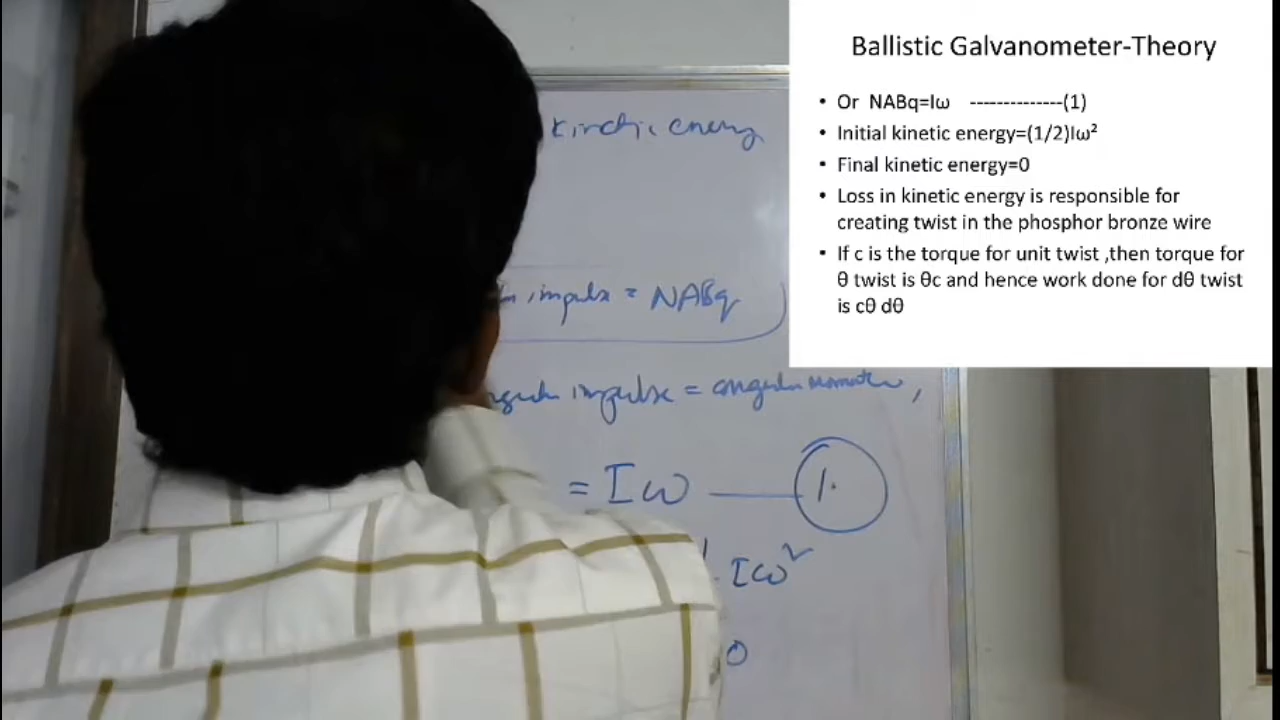 Ballistic Galvanometer-Theory
• Or NABq=Iω --------------(1)
• Initial kinetic energy=(1/2)Iω²
• Final kinetic energy=0
• Loss in kinetic energy is responsible for
creating twist in the phosphor bronze wire
• If c is the torque for unit twist ,then torque for
θ twist is θc and hence work done for dθ twist
is cθ dθ
kinetic energy
impulse = NABq
impulse = angular momentum,
= Iω 1.
Iω²
0